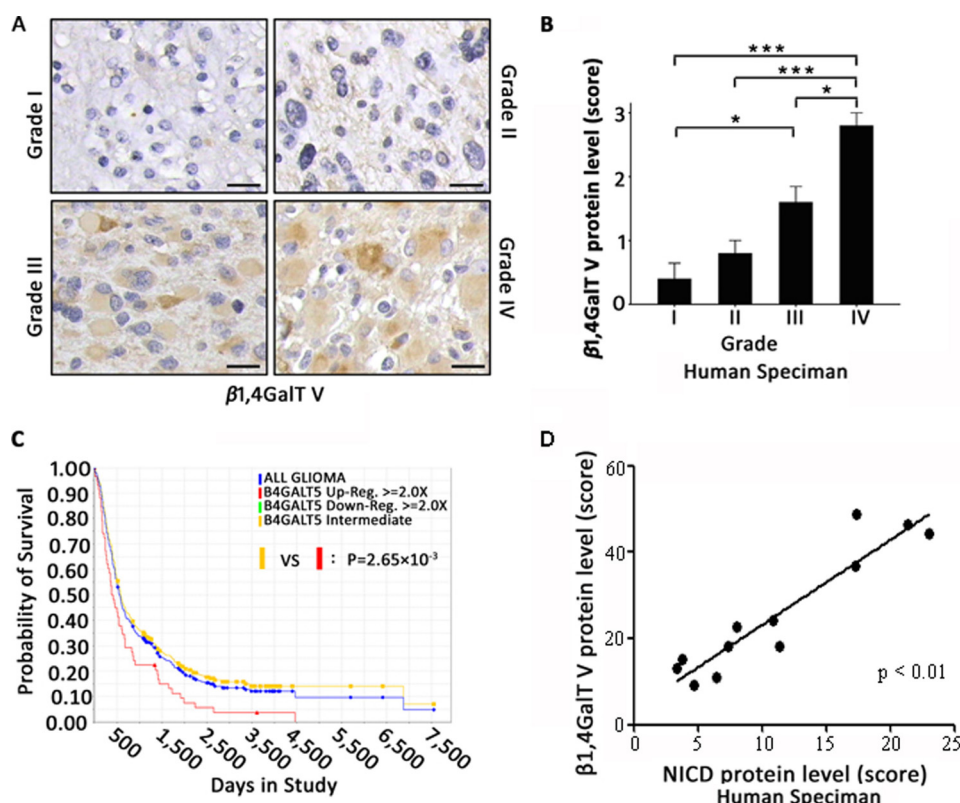 A
Grade I
Grade II
Grade III
Grade IV
β1,4GalT V
B
β1,4GalT V protein level (score)
3
2
1
0
***
***
*
*
I II III IV
Grade
Human Speciman
C
Probability of Survival
1.00
0.90
0.80
0.70
0.60
0.50
0.40
0.30
0.20
0.10
0.00
ALL GLIOMA
B4GALT5 Up-Reg. >=2.0X
B4GALT5 Down-Reg. >=2.0X
B4GALT5 Intermediate
VS : P=2.65×10⁻³
500 1,500 2,500 3,500 4,500 5,500 6,500 7,500
Days in Study
D
β1,4GalT V protein level (score)
60
40
20
0
p < 0.01
0 5 10 15 20 25
NICD protein level (score)
Human Speciman